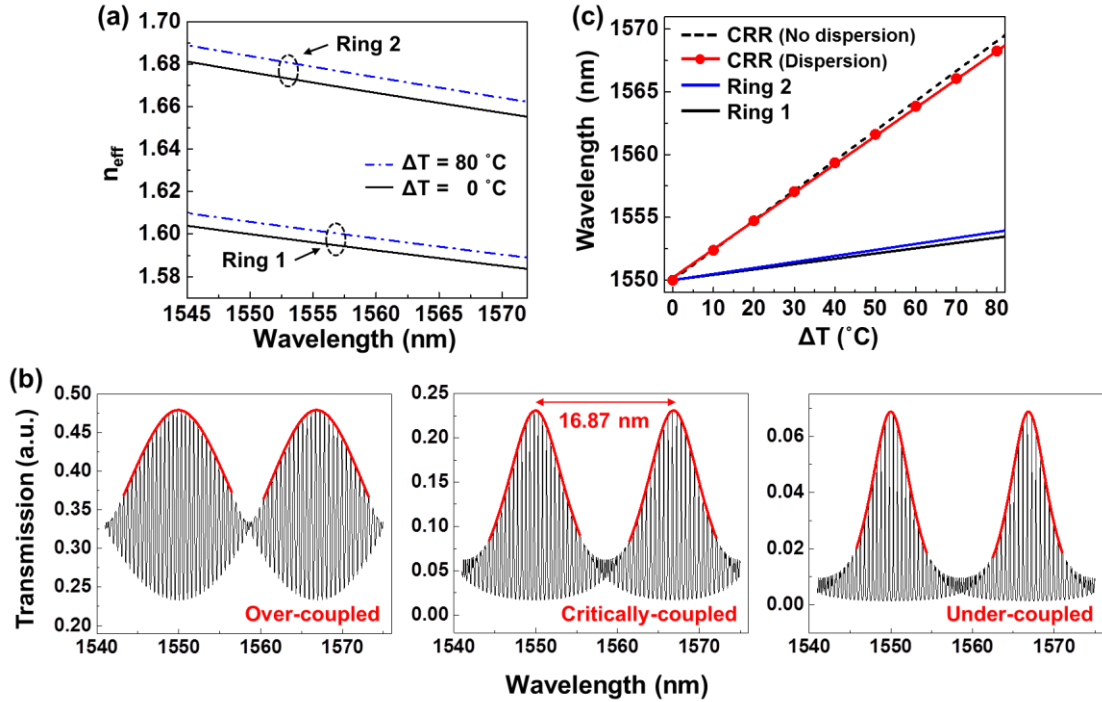 (a)
1.70
1.68
1.66
1.64
1.62
1.60
1.58
n_eff
Ring 2
ΔT = 80 ˚C
ΔT = 0 ˚C
Ring 1
1545 1550 1555 1560 1565 1570
Wavelength (nm)
(c)
1570
1565
1560
1555
1550
Wavelength (nm)
CRR (No dispersion)
CRR (Dispersion)
Ring 2
Ring 1
0 10 20 30 40 50 60 70 80
ΔT (˚C)
(b)
Transmission (a.u.)
0.50
0.45
0.40
0.35
0.30
0.25
0.20
Over-coupled
1540 1550 1560 1570
0.25
0.20
0.15
0.10
0.05
0.00
16.87 nm
Critically-coupled
1540 1550 1560 1570
0.06
0.04
0.02
0.00
Under-coupled
1540 1550 1560 1570
Wavelength (nm)